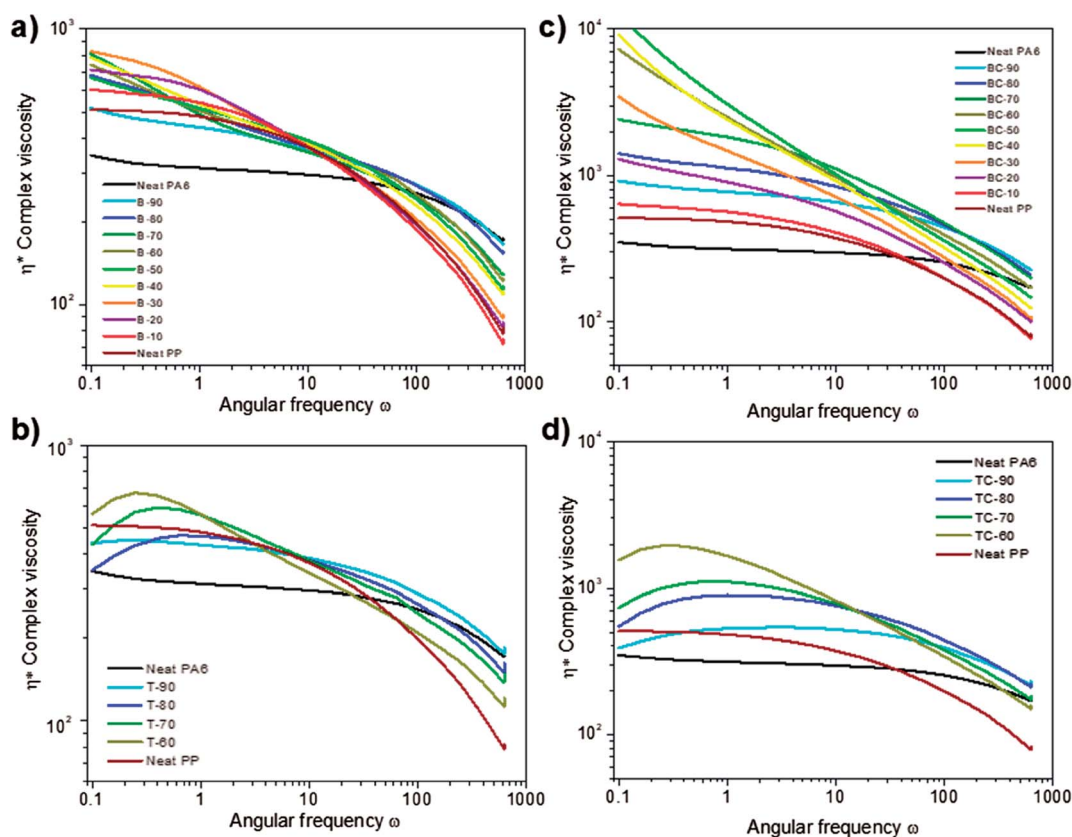 a)
η* Complex viscosity
10³
10²
Neat PA6
B-90
B-80
B-70
B-60
B-50
B-40
B-30
B-20
B-10
Neat PP
0.1 1 10 100 1000
Angular frequency ω
c)
η* Complex viscosity
10⁴
10³
10²
Neat PA6
BC-90
BC-80
BC-70
BC-60
BC-50
BC-40
BC-30
BC-20
BC-10
Neat PP
0.1 1 10 100 1000
Angular frequency ω
b)
η* Complex viscosity
10³
10²
Neat PA6
T-90
T-80
T-70
T-60
Neat PP
0.1 1 10 100 1000
Angular frequency ω
d)
η* Complex viscosity
10⁴
10³
10²
Neat PA6
TC-90
TC-80
TC-70
TC-60
Neat PP
0.1 1 10 100 1000
Angular frequency ω